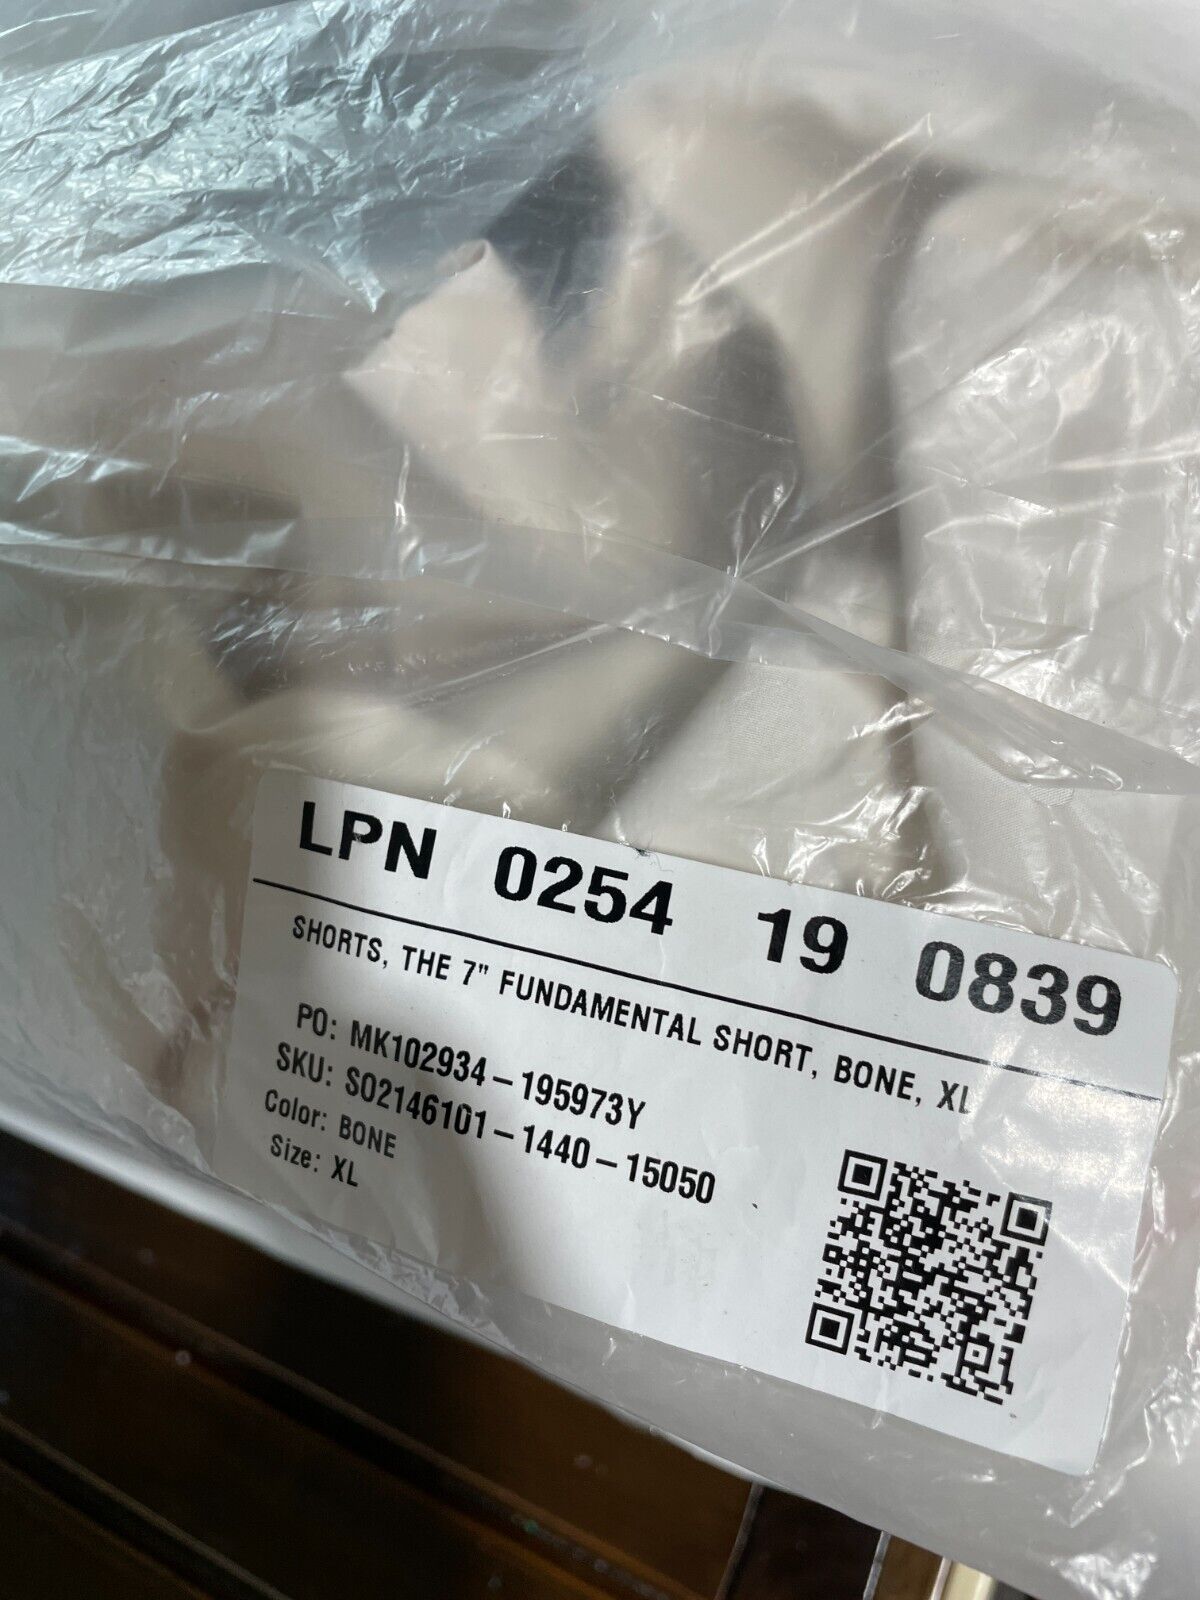 LPN 0254 19 0839
SHORTS, THE 7" FUNDAMENTAL SHORT, BONE, XL
PO: MK102934-195973Y
SKU: SO2146101-1440-15050
Color: BONE
Size: XL